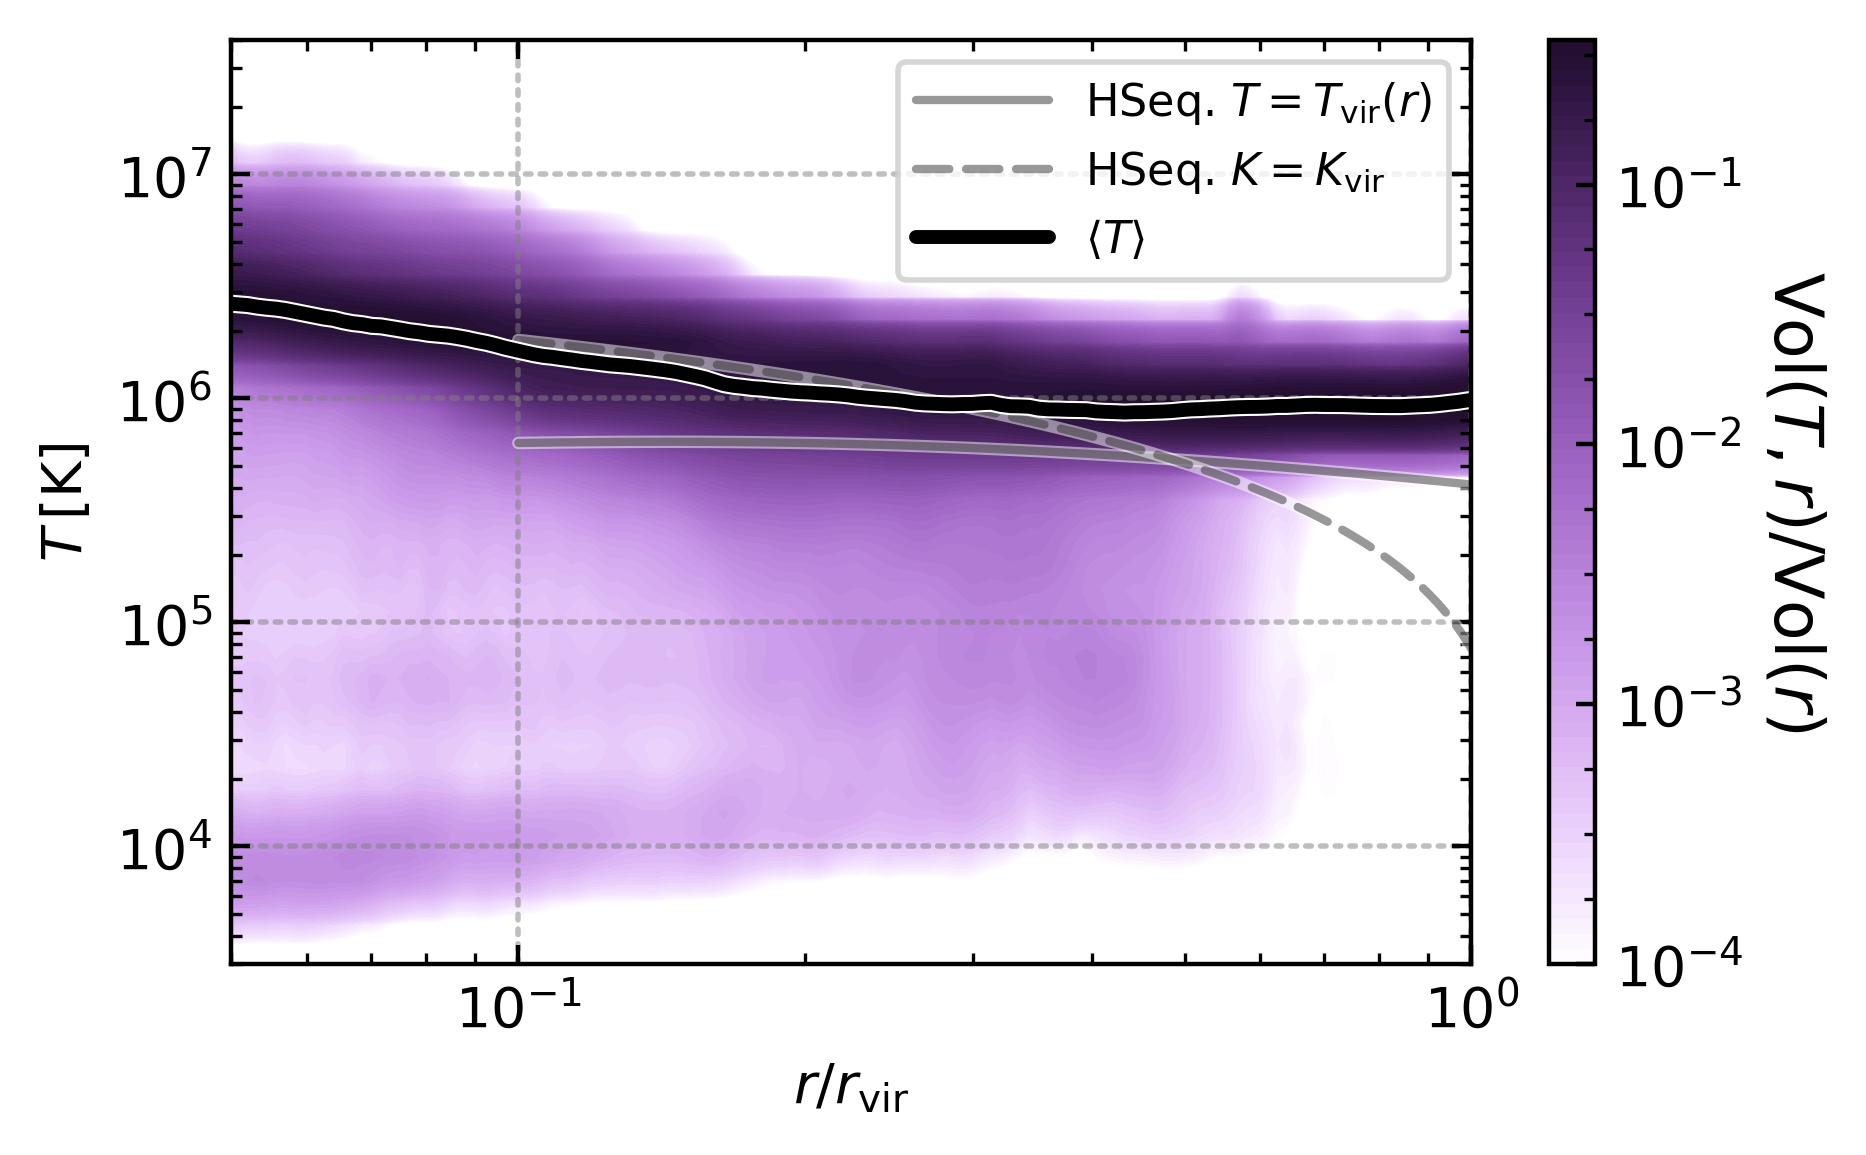 HSeq. T = T_vir(r)
HSeq. K = K_vir
⟨T⟩
T [K]
10^7
10^6
10^5
10^4
10^-1
10^0
r/r_vir
10^-1
10^-2
10^-3
10^-4
Vol(T, r)/Vol(r)